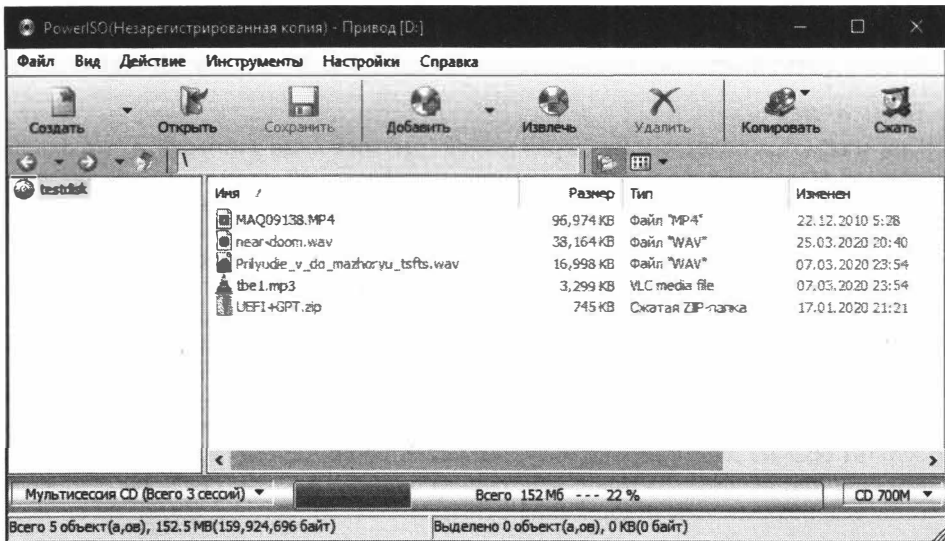 PowerISO(Незарегистрированная копия) - Привод [D:]
Файл Вид Действие Инструменты Настройки Справка
Создать Открыть Сохранить Добавить Извлечь Удалить Копировать Сжать
\
testdisk
Имя Размер Тип Изменен
MAQ09138.MP4 96,974 KB Файл "MP4" 22.12.2010 5:28
near-doom.wav 38,164 KB Файл "WAV" 25.03.2020 20:40
Prilyudie_v_do_mazhoryu_tsfts.wav 16,998 KB Файл "WAV" 07.03.2020 23:54
tbe1.mp3 3,299 KB VLC media file 07.03.2020 23:54
UEFI+GPT.zip 745 KB Сжатая ZIP-папка 17.01.2020 21:21
Мультисессия CD (Всего 3 сессий) Всего 152 Мб --- 22 % CD 700M
Всего 5 объект(а,ов), 152.5 MB(159,924,696 байт) Выделено 0 объект(а,ов), 0 KB(0 байт)